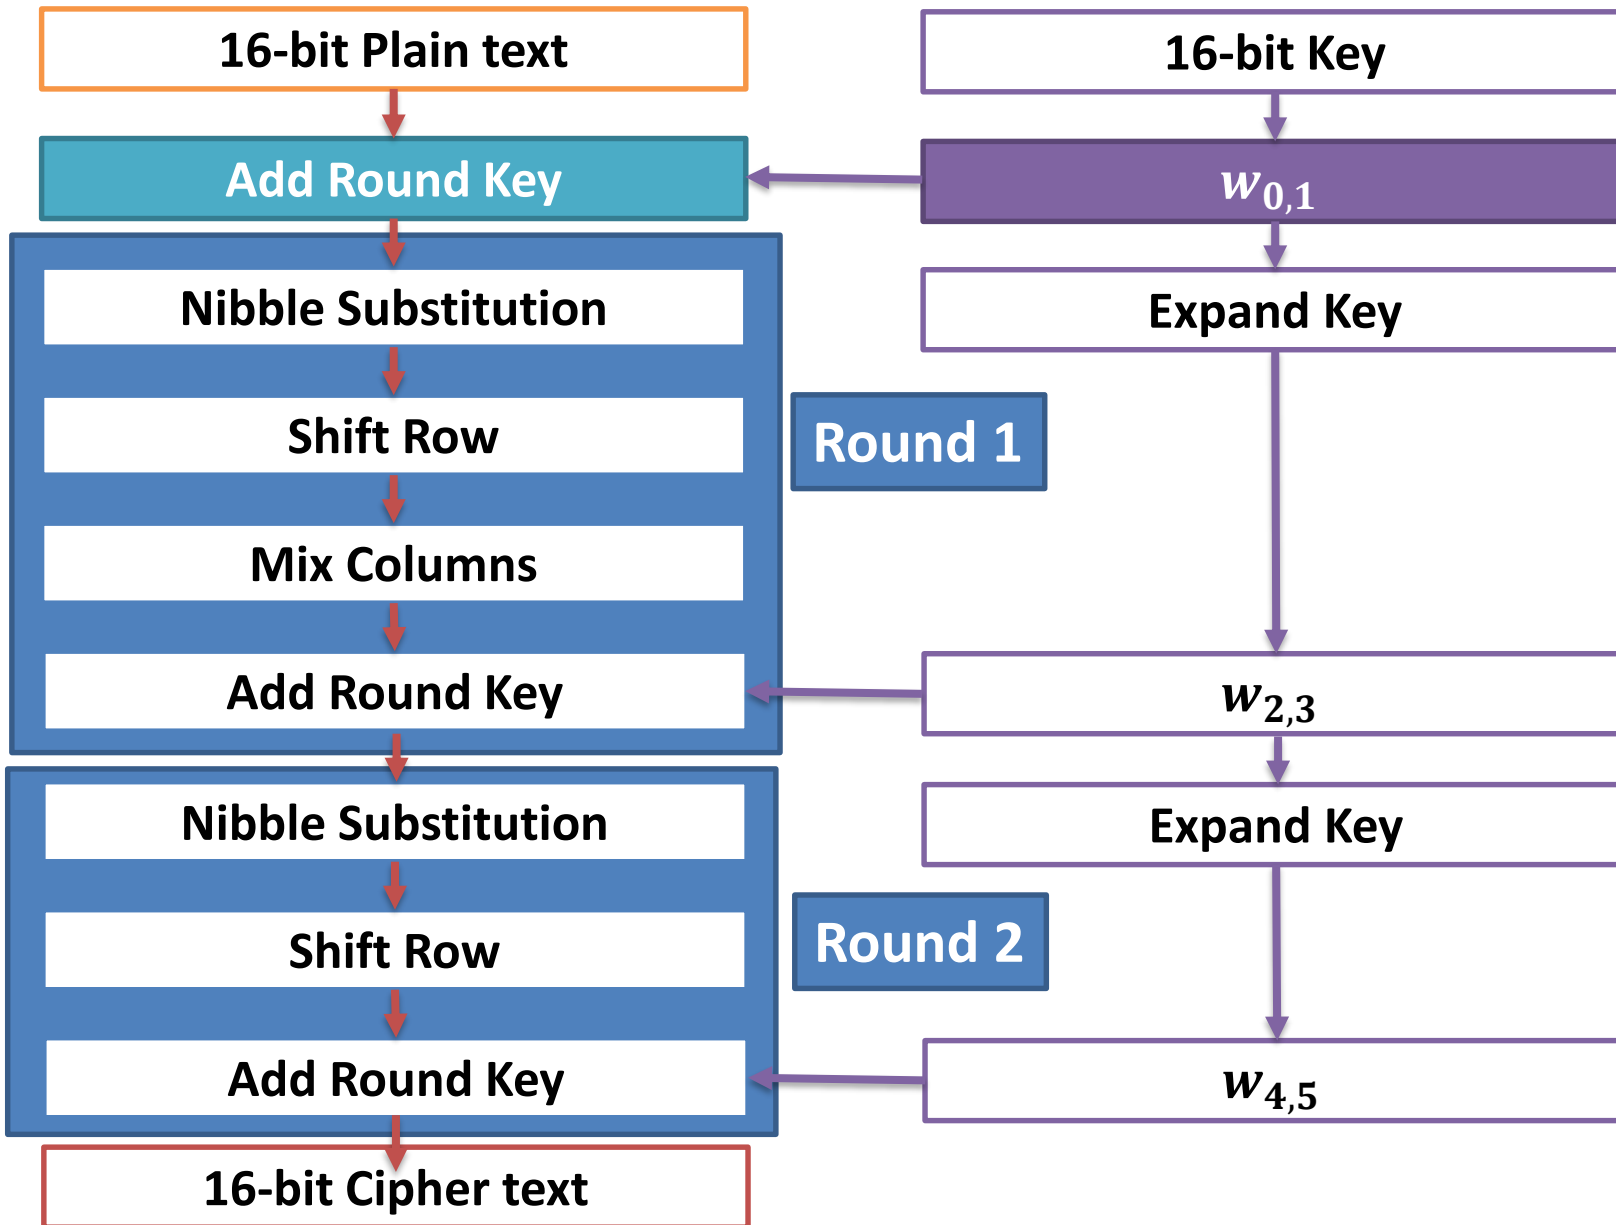 16-bit Plain text
16-bit Key
Add Round Key
w0,1
Nibble Substitution
Expand Key
Shift Row
Round 1
Mix Columns
Add Round Key
w2,3
Nibble Substitution
Expand Key
Shift Row
Round 2
Add Round Key
w4,5
16-bit Cipher text